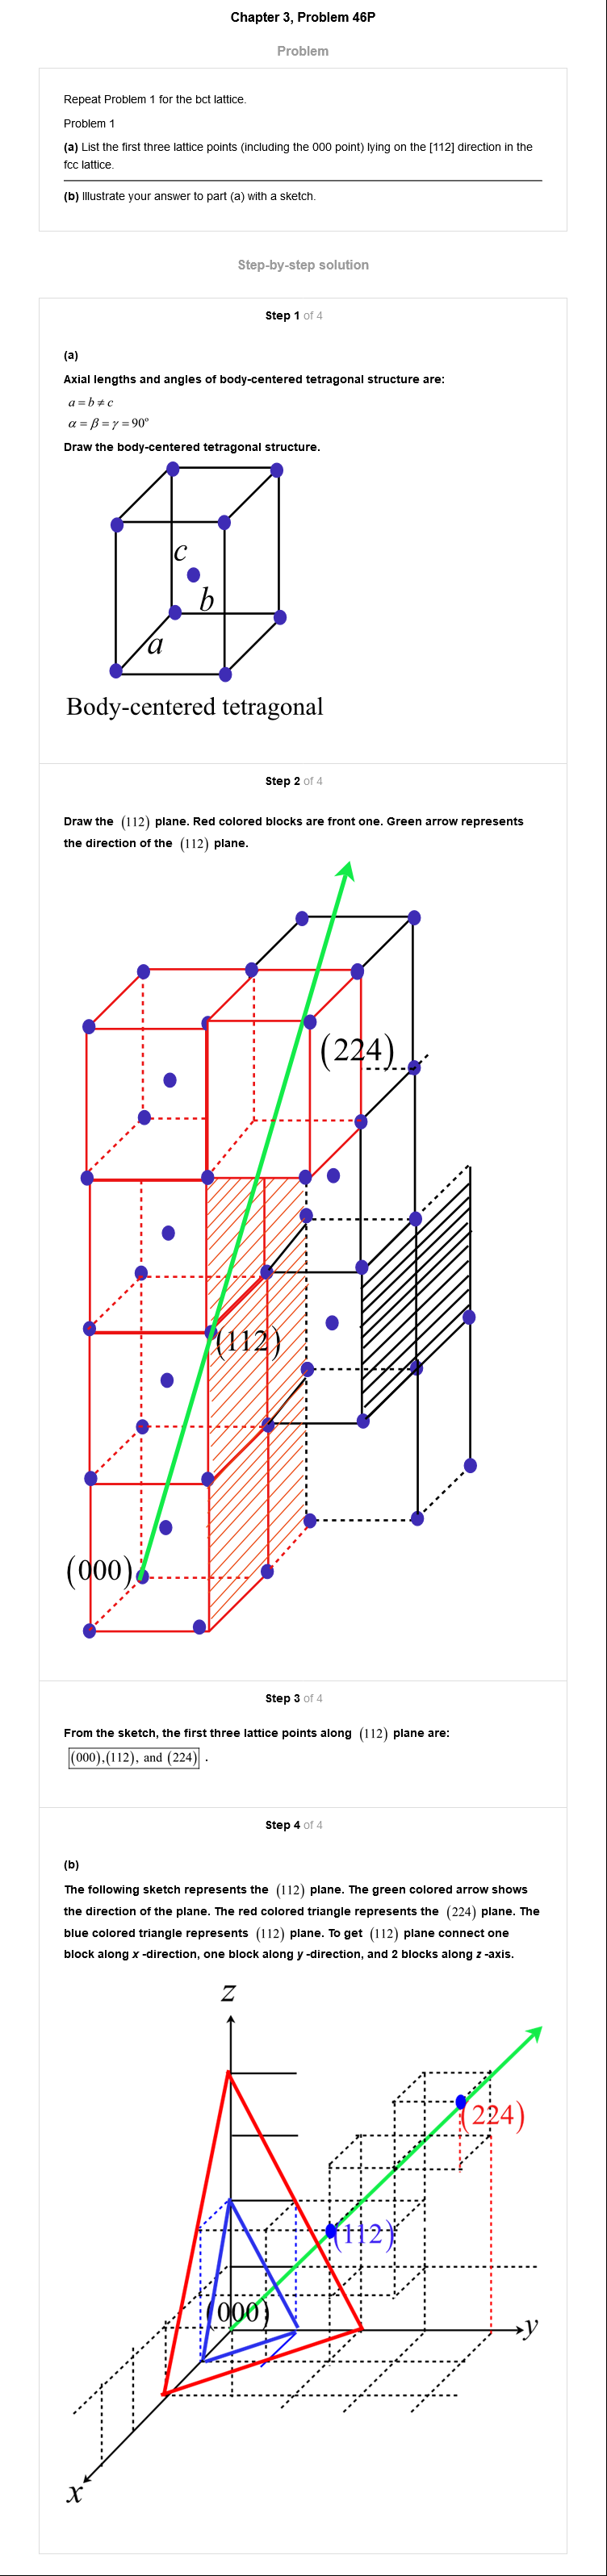 Chapter 3, Problem 46P
Problem
Repeat Problem 1 for the bct lattice.
Problem 1
(a) List the first three lattice points (including the 000 point) lying on the [112] direction in the
fcc lattice.
(b) Illustrate your answer to part (a) with a sketch.
Step-by-step solution
Step 1 of 4
(a)
Axial lengths and angles of body-centered tetragonal structure are:
a = b ≠ c
α = β = γ = 90°
Draw the body-centered tetragonal structure.
c
b
a
Body-centered tetragonal
Step 2 of 4
Draw the (112) plane. Red colored blocks are front one. Green arrow represents
the direction of the (112) plane.
(224)
(112)
(000)
Step 3 of 4
From the sketch, the first three lattice points along (112) plane are:
(000),(112), and (224) .
Step 4 of 4
(b)
The following sketch represents the (112) plane. The green colored arrow shows
the direction of the plane. The red colored triangle represents the (224) plane. The
blue colored triangle represents (112) plane. To get (112) plane connect one
block along x -direction, one block along y -direction, and 2 blocks along z -axis.
z
(224)
(112)
(000)
y
x